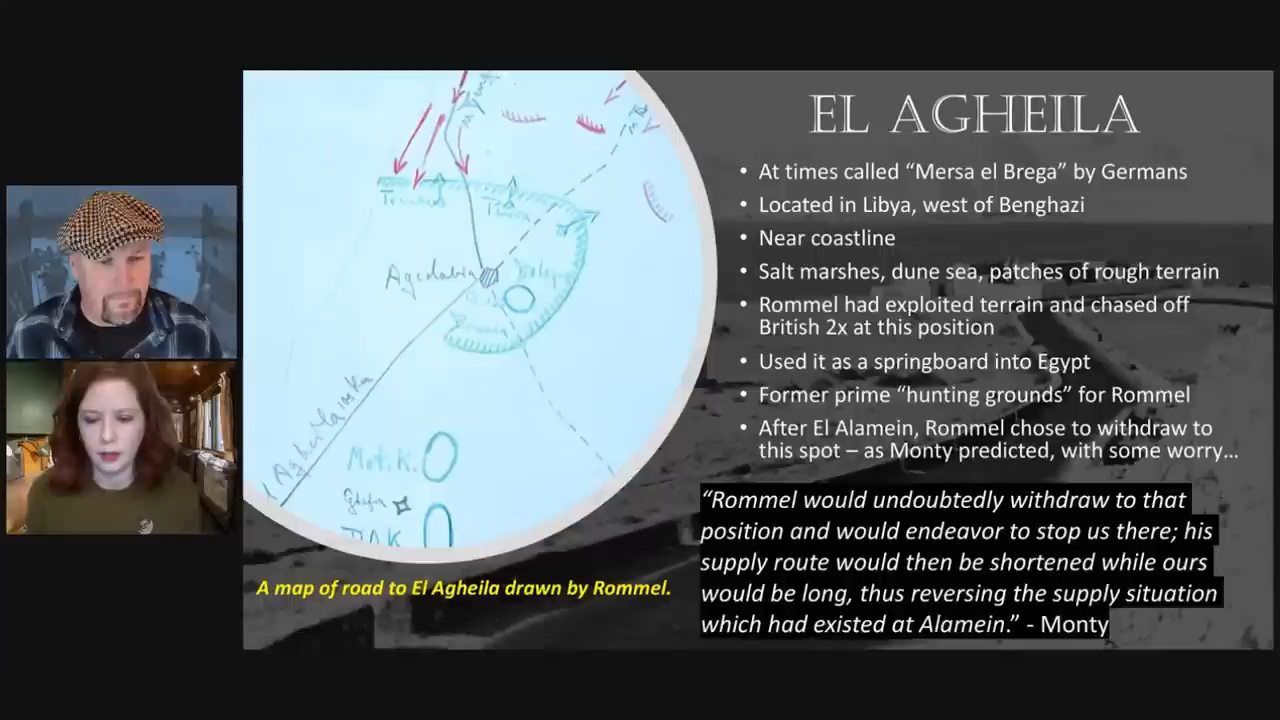 EL AGHEILA
• At times called “Mersa el Brega” by Germans
• Located in Libya, west of Benghazi
• Near coastline
• Salt marshes, dune sea, patches of rough terrain
• Rommel had exploited terrain and chased off
British 2x at this position
• Used it as a springboard into Egypt
• Former prime “hunting grounds” for Rommel
• After El Alamein, Rommel chose to withdraw to
this spot – as Monty predicted, with some worry…
“Rommel would undoubtedly withdraw to that
position and would endeavor to stop us there; his
supply route would then be shortened while ours
would be long, thus reversing the supply situation
which had existed at Alamein.” - Monty
Agedabia
Mot. K.
A map of road to El Agheila drawn by Rommel.